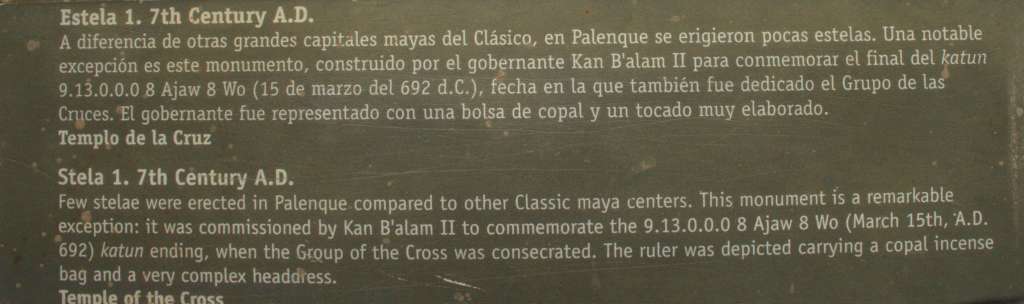 Estela 1. 7th Century A.D.
A diferencia de otras grandes capitales mayas del Clásico, en Palenque se erigieron pocas estelas. Una notable
excepción es este monumento, construido por el gobernante Kan B'alam II para conmemorar el final del katun
9.13.0.0.0 8 Ajaw 8 Wo (15 de marzo del 692 d.C.), fecha en la que también fue dedicado el Grupo de las
Cruces. El gobernante fue representado con una bolsa de copal y un tocado muy elaborado.
Templo de la Cruz
Stela 1. 7th Century A.D.
Few stelae were erected in Palenque compared to other Classic maya centers. This monument is a remarkable
exception: it was commissioned by Kan B'alam II to commemorate the 9.13.0.0.0 8 Ajaw 8 Wo (March 15th, A.D.
692) katun ending, when the Group of the Cross was consecrated. The ruler was depicted carrying a copal incense
bag and a very complex headdress.
Temple of the Cross